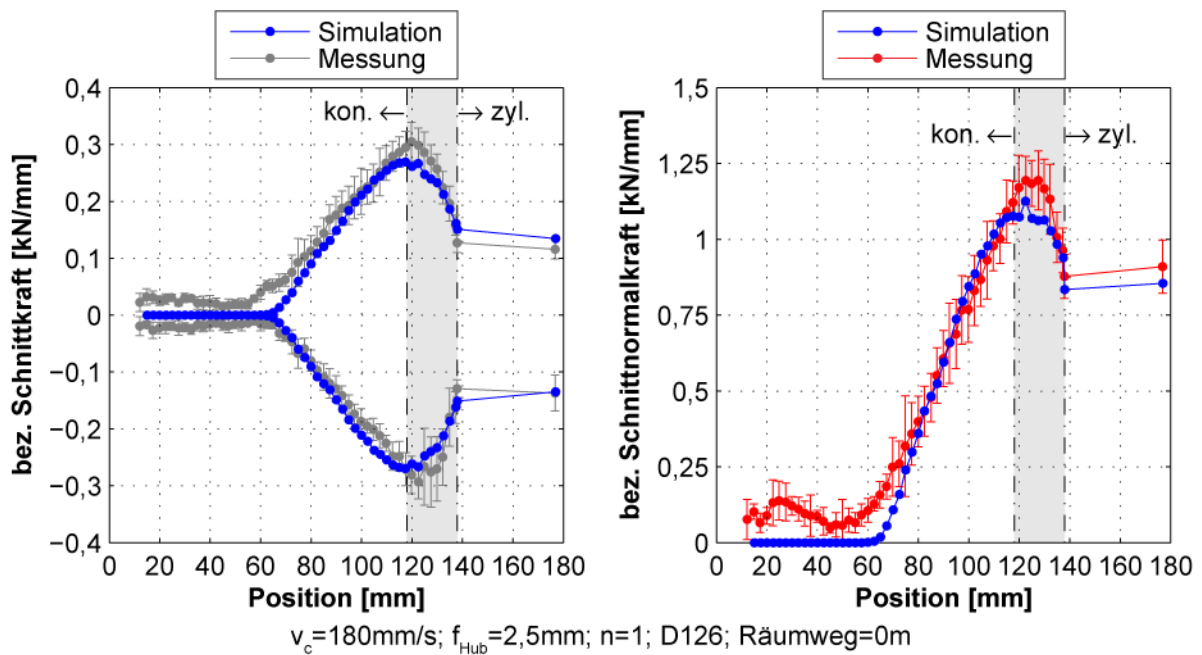 Simulation
Messung
0,4
0,3
0,2
0,1
0
−0,1
−0,2
−0,3
−0,4
bez. Schnittkraft [kN/mm]
kon. ← → zyl.
0 20 40 60 80 100 120 140 160 180
Position [mm]
Simulation
Messung
1,5
1,25
1
0,75
0,5
0,25
0
bez. Schnittnormalkraft [kN/mm]
kon. ← → zyl.
0 20 40 60 80 100 120 140 160 180
Position [mm]
v_c=180mm/s; f_Hub=2,5mm; n=1; D126; Räumweg=0m